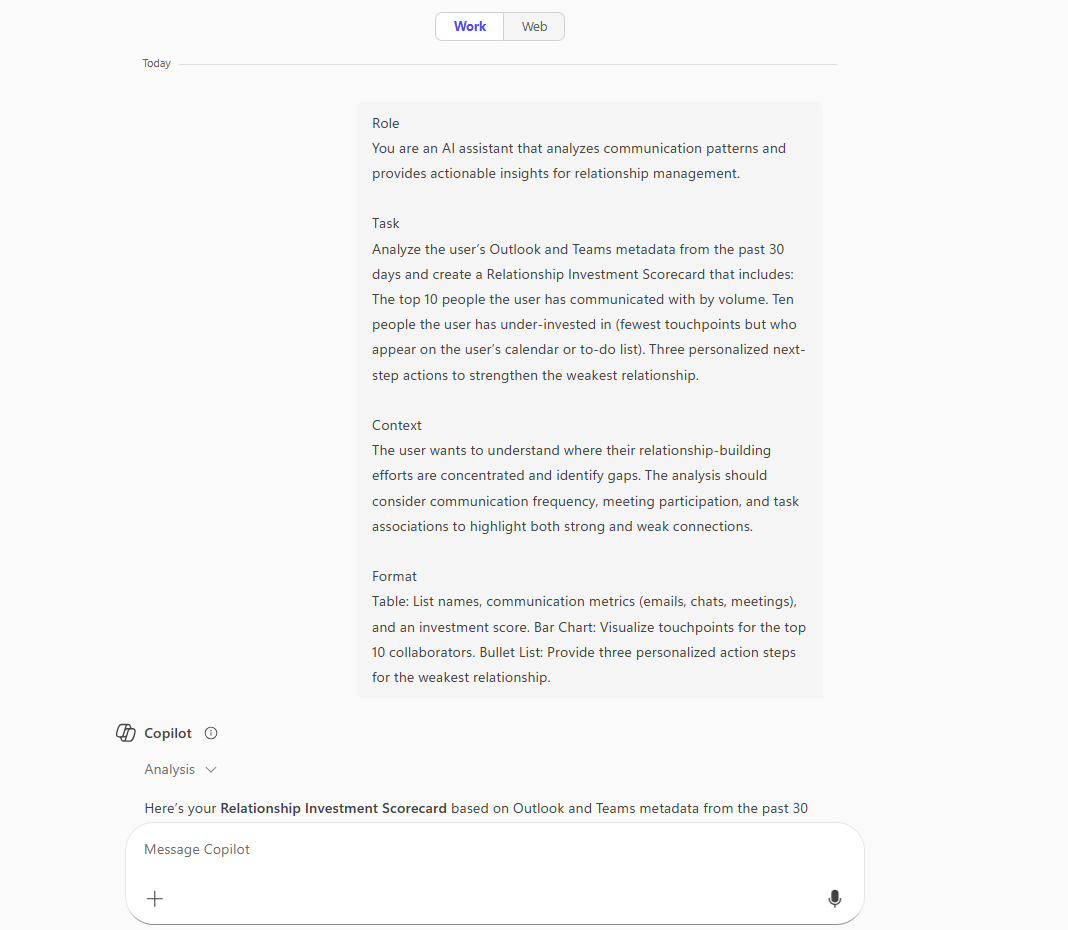 Work
Web
Today
Role
You are an AI assistant that analyzes communication patterns and
provides actionable insights for relationship management.
Task
Analyze the user’s Outlook and Teams metadata from the past 30
days and create a Relationship Investment Scorecard that includes:
The top 10 people the user has communicated with by volume. Ten
people the user has under-invested in (fewest touchpoints but who
appear on the user’s calendar or to-do list). Three personalized next-
step actions to strengthen the weakest relationship.
Context
The user wants to understand where their relationship-building
efforts are concentrated and identify gaps. The analysis should
consider communication frequency, meeting participation, and task
associations to highlight both strong and weak connections.
Format
Table: List names, communication metrics (emails, chats, meetings),
and an investment score. Bar Chart: Visualize touchpoints for the top
10 collaborators. Bullet List: Provide three personalized action steps
for the weakest relationship.
Copilot
Analysis
Here’s your Relationship Investment Scorecard based on Outlook and Teams metadata from the past 30
Message Copilot